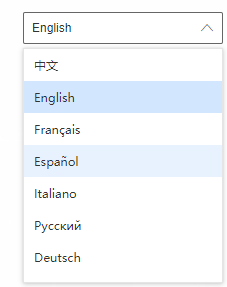 English
中文
English
Français
Español
Italiano
Русский
Deutsch